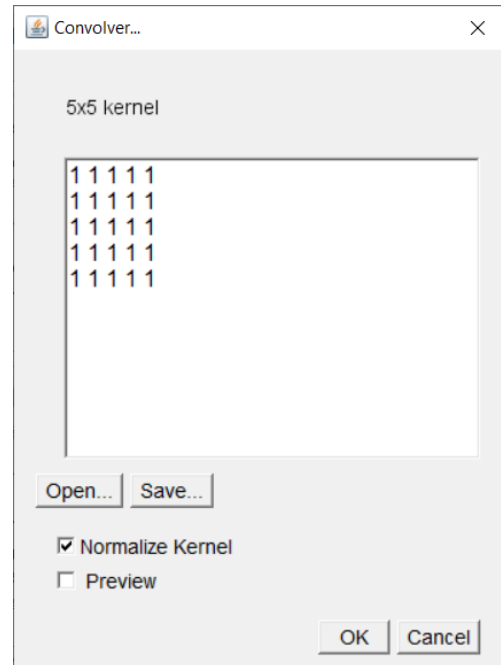 Convolver...
5x5 kernel
1 1 1 1 1
1 1 1 1 1
1 1 1 1 1
1 1 1 1 1
1 1 1 1 1
Open... Save...
Normalize Kernel
Preview
OK Cancel